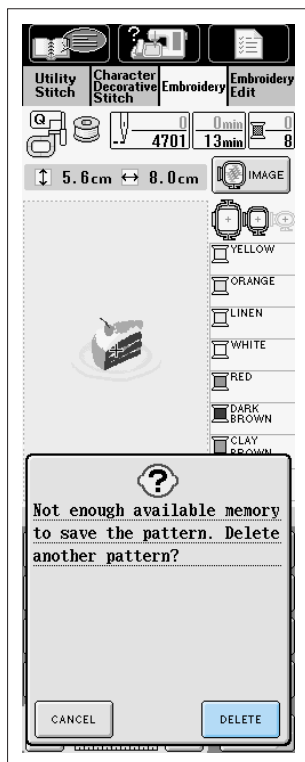 Utility
Stitch
Character
Decorative
Stitch
Embroidery
Embroidery
Edit
Q
0
4701
0min
13min
0
8
5.6cm
8.0cm
IMAGE
YELLOW
ORANGE
LINEN
WHITE
RED
DARK
BROWN
CLAY
BROWN
?
Not enough available memory
to save the pattern. Delete
another pattern?
CANCEL
DELETE